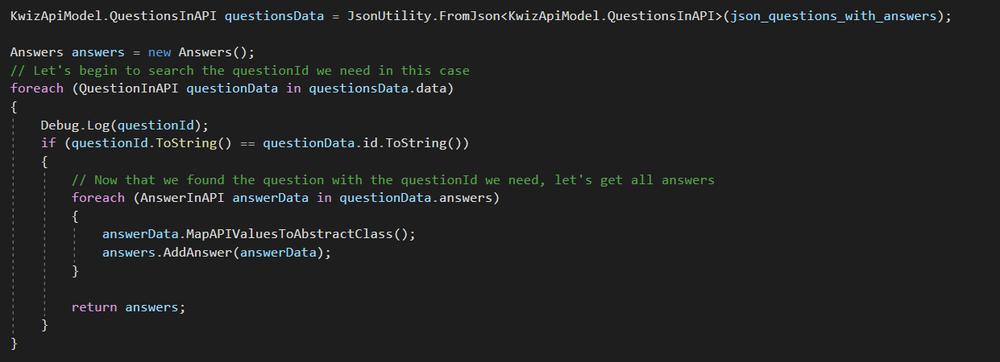 KwizApiModel.QuestionsInAPI questionsData = JsonUtility.FromJson<KwizApiModel.QuestionsInAPI>(json_questions_with_answers);
Answers answers = new Answers();
// Let's begin to search the questionId we need in this case
foreach (QuestionInAPI questionData in questionsData.data)
{
    Debug.Log(questionId);
    if (questionId.ToString() == questionData.id.ToString())
    {
        // Now that we found the question with the questionId we need, let's get all answers
        foreach (AnswerInAPI answerData in questionData.answers)
        {
            answerData.MapAPIValuesToAbstractClass();
            answers.AddAnswer(answerData);
        }
        return answers;
    }
}